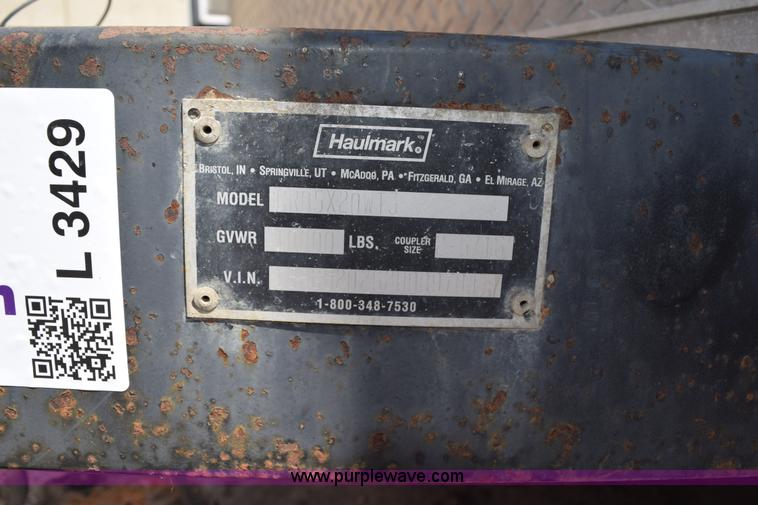 Haulmark
BRISTOL, IN • SPRINGVILLE, UT • MCADOO, PA • FITZGERALD, GA • EL MIRAGE, AZ
MODEL
GVWR LBS. COUPLER SIZE
V.I.N.
1-800-348-7530
L 3429
www.purplewave.com